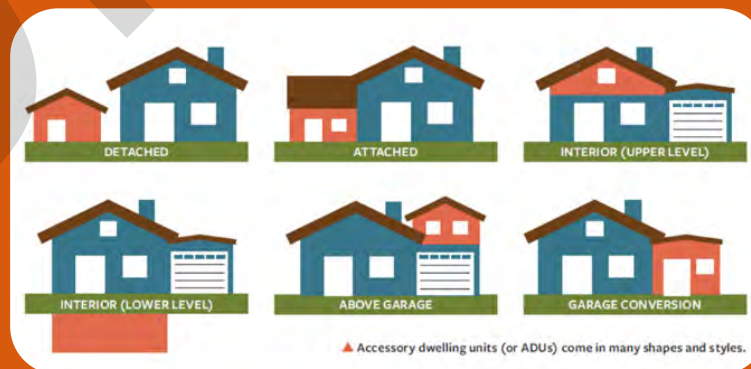 DETACHED
ATTACHED
INTERIOR (UPPER LEVEL)
INTERIOR (LOWER LEVEL)
ABOVE GARAGE
GARAGE CONVERSION
Accessory dwelling units (or ADUs) come in many shapes and styles.